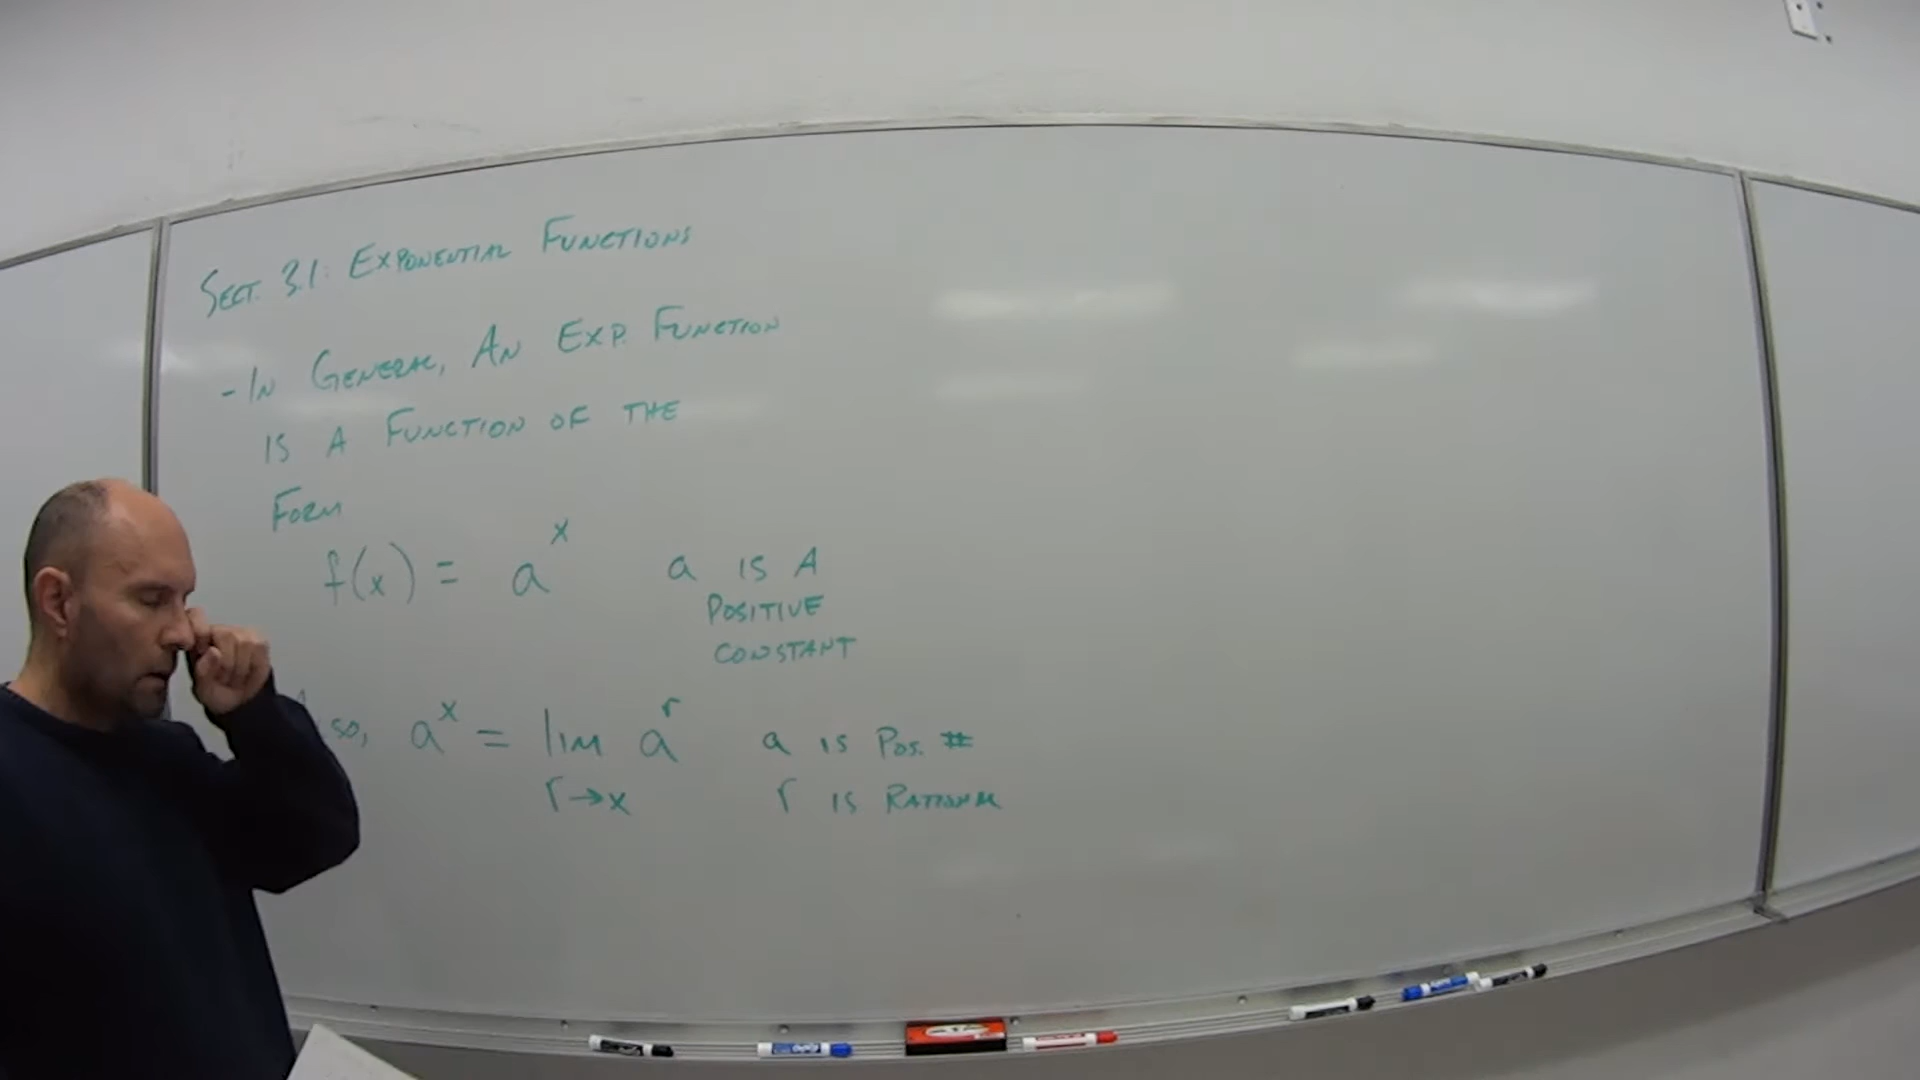 SECT. 3.1: EXPONENTIAL FUNCTIONS
- IN GENERAL, AN EXP. FUNCTION
IS A FUNCTION OF THE
FORM
f(x) = a^x a IS A
POSITIVE
CONSTANT
so, a^x = lim a^r a is Pos. #
r→x r is RATIONAL